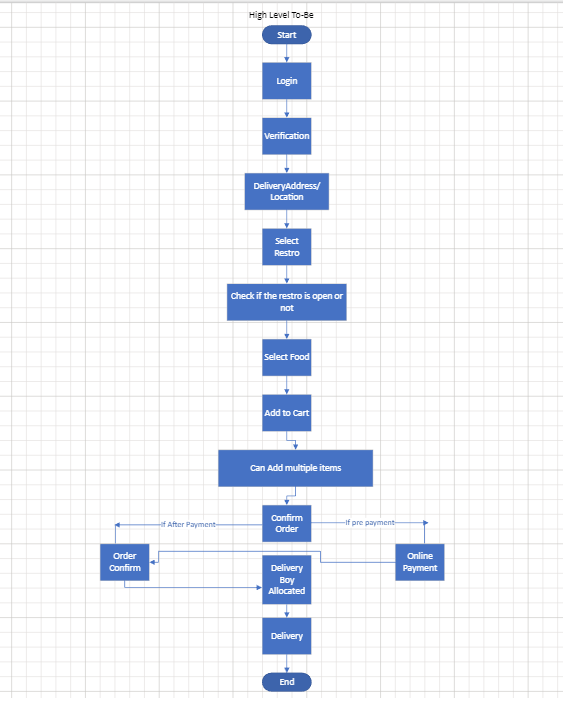 High Level To-Be
Start
Login
Verification
DeliveryAddress/
Location
Select
Restro
Check if the restro is open or
not
Select Food
Add to Cart
Can Add multiple items
Confirm
Order
If After Payment
If pre payment
Order
Confirm
Online
Payment
Delivery
Boy
Allocated
Delivery
End